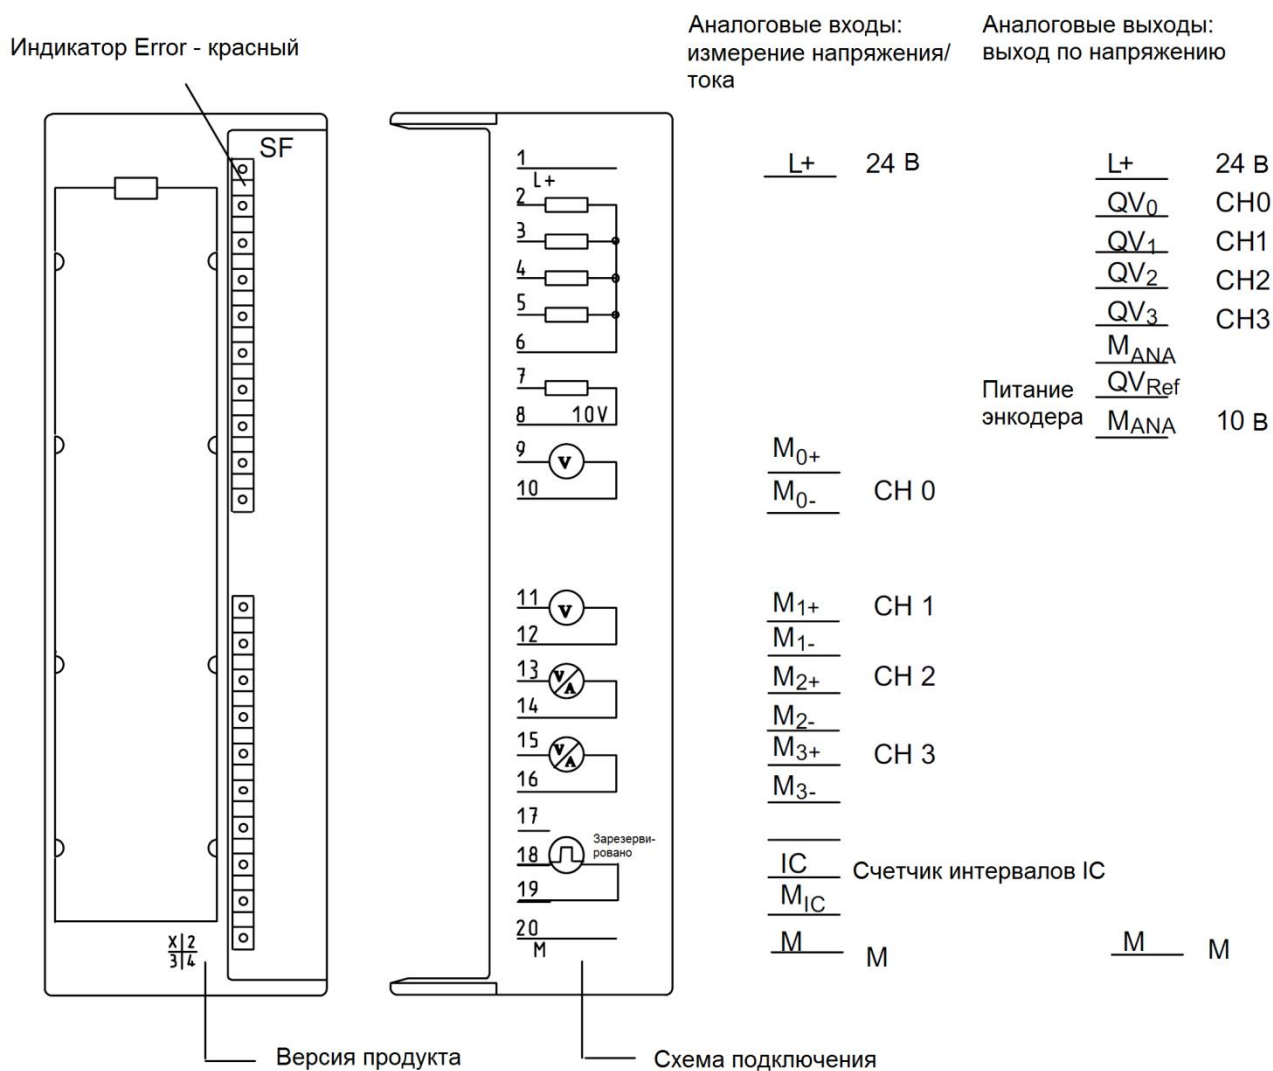 Индикатор Error - красный
Аналоговые входы:
измерение напряжения/
тока
Аналоговые выходы:
выход по напряжению
SF
X 2
3 4
Версия продукта
1
L+
2
3
4
5
6
7
8 10V
9
V
10
11
V
12
13
V/A
14
15
V/A
16
17
18
Зарезерви-
ровано
19
20
M
Схема подключения
L+ 24 В
M0+
M0- CH 0
M1+ CH 1
M1-
M2+ CH 2
M2-
M3+ CH 3
M3-
IC Счетчик интервалов IC
MIC
M M
L+ 24 В
QV0 CH0
QV1 CH1
QV2 CH2
QV3 CH3
MANA
QVRef
Питание
энкодера
MANA 10 В
M M